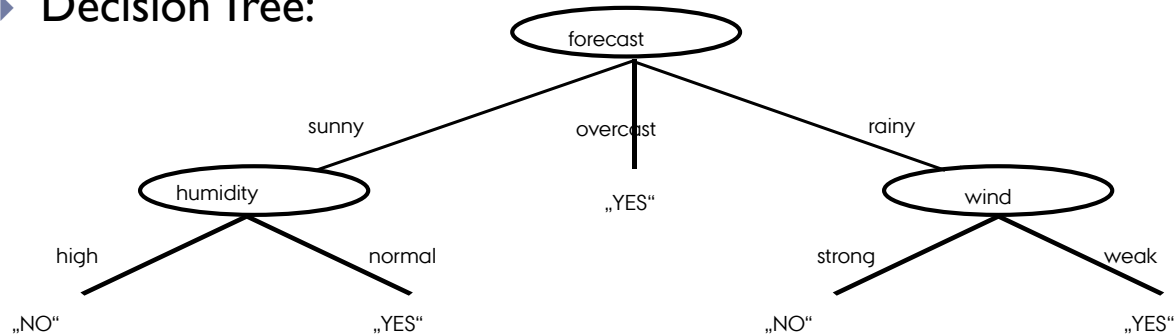 Decision Tree:
forecast
sunny overcast rainy
humidity wind
„YES“
high normal strong weak
„NO“ „YES“ „NO“ „YES“